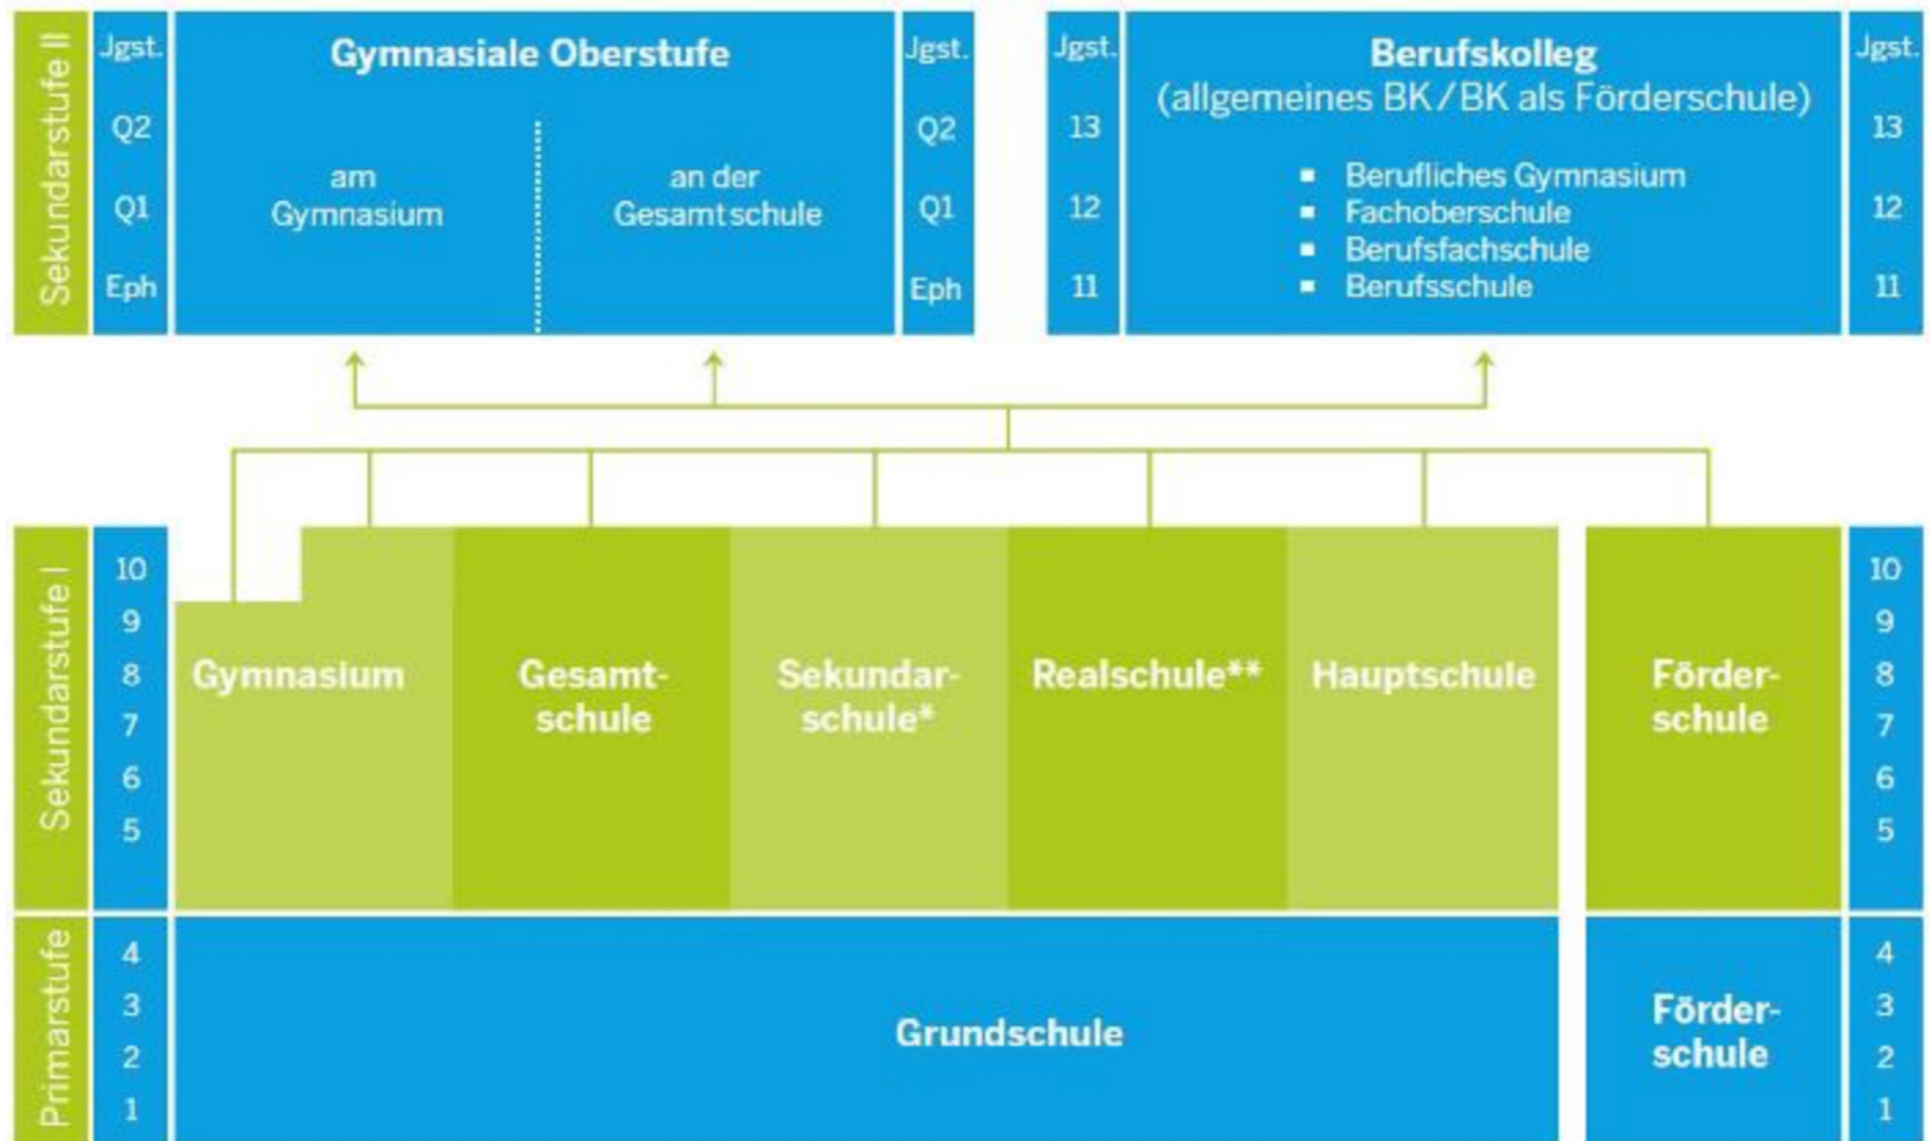 Sekundarstufe II
Jgst.
Q2
Q1
Eph
Gymnasiale Oberstufe
am
Gymnasium
an der
Gesamtschule
Jgst.
Q2
Q1
Eph
Jgst.
13
12
11
Berufskolleg
(allgemeines BK/BK als Förderschule)
▪ Berufliches Gymnasium
▪ Fachoberschule
▪ Berufsfachschule
▪ Berufsschule
Jgst.
13
12
11
Sekundarstufe I
10
9
8
7
6
5
Gymnasium
Gesamt-
schule
Sekundar-
schule*
Realschule**
Hauptschule
Förder-
schule
10
9
8
7
6
5
Primarstufe
4
3
2
1
Grundschule
Förder-
schule
4
3
2
1